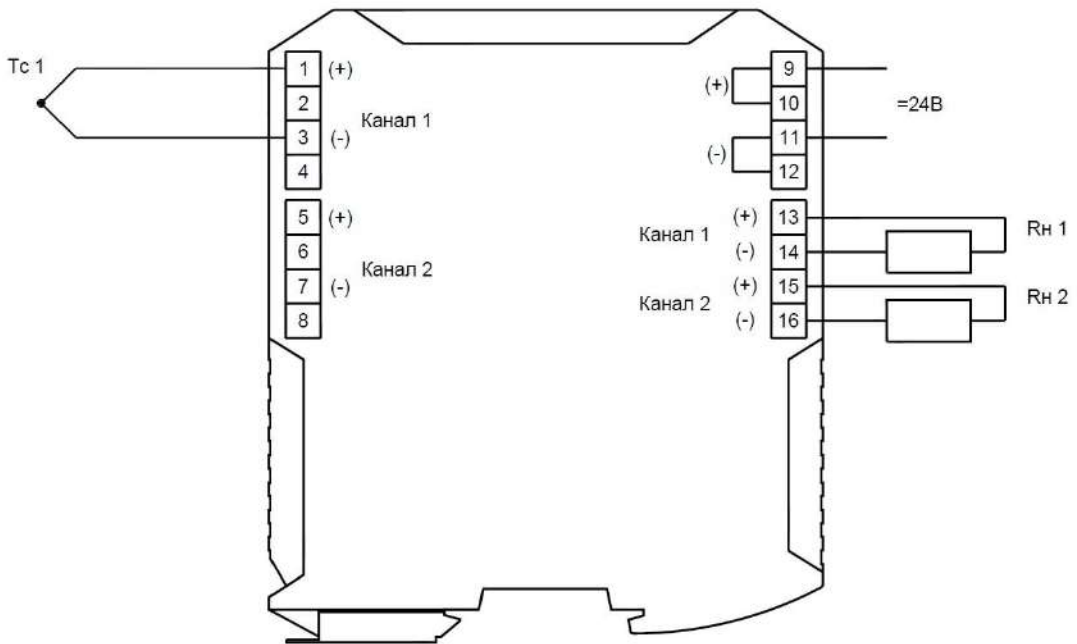 Тс 1
1 (+)
2
Канал 1
3 (-)
4
5 (+)
6
Канал 2
7 (-)
8
9
(+)
10
=24В
11
(-)
12
Канал 1 (+) 13
(-) 14
Rн 1
Канал 2 (+) 15
(-) 16
Rн 2